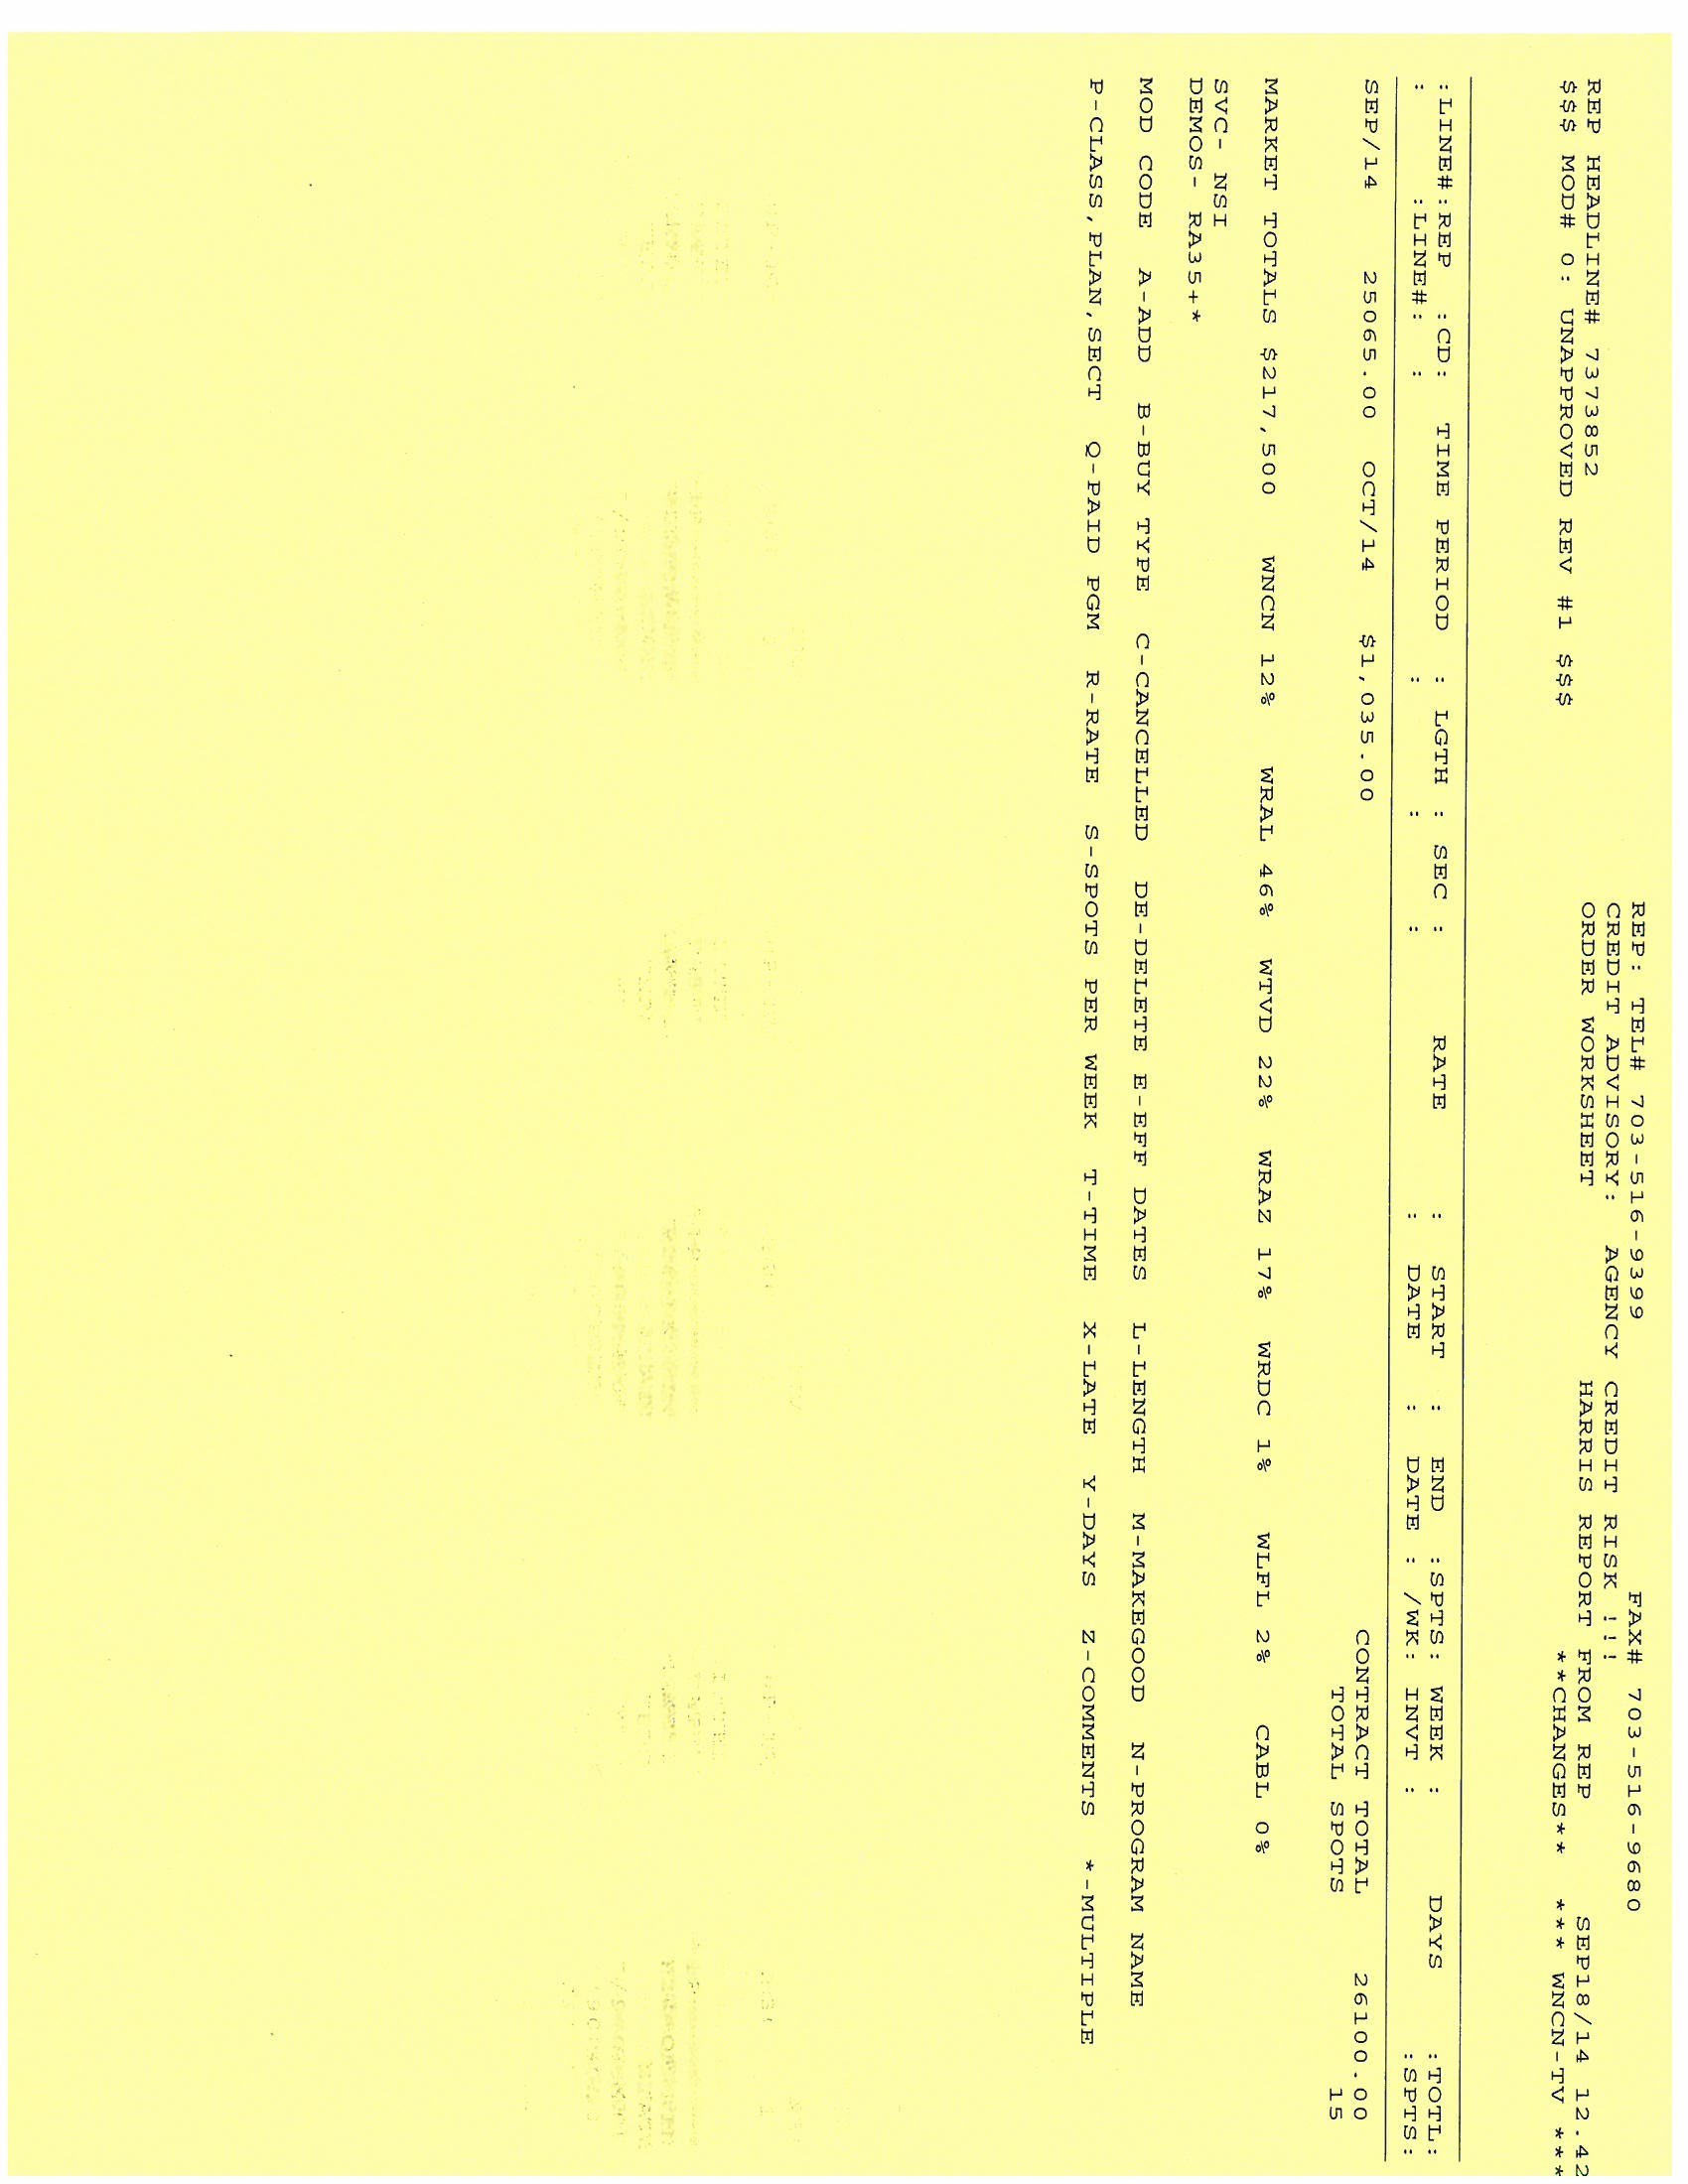 REP: TEL# 703-516-9399 FAX# 703-516-9680
CREDIT ADVISORY: AGENCY CREDIT RISK !!!
REP HEADLINE# 7373852 ORDER WORKSHEET HARRIS REPORT FROM REP SEP18/14 12.42
$$$ MOD# 0: UNAPPROVED REV #1 $$$ **CHANGES** *** WNCN-TV ***
:LINE#:REP :CD: TIME PERIOD : LGTH : SEC : RATE : START : END :SPTS: WEEK : DAYS :TOTL:
: :LINE#: : : : : : DATE : DATE : /WK: INVT : :SPTS:
SEP/14 25065.00 OCT/14 $1,035.00 CONTRACT TOTAL 26100.00
TOTAL SPOTS 15
MARKET TOTALS $217,500 WNCN 12% WRAL 46% WTVD 22% WRAZ 17% WRDC 1% WLFL 2% CABL 0%
SVC- NSI
DEMOS- RA35+*
MOD CODE A-ADD B-BUY TYPE C-CANCELLED DE-DELETE E-EFF DATES L-LENGTH M-MAKEGOOD N-PROGRAM NAME
P-CLASS,PLAN,SECT Q-PAID PGM R-RATE S-SPOTS PER WEEK T-TIME X-LATE Y-DAYS Z-COMMENTS *-MULTIPLE